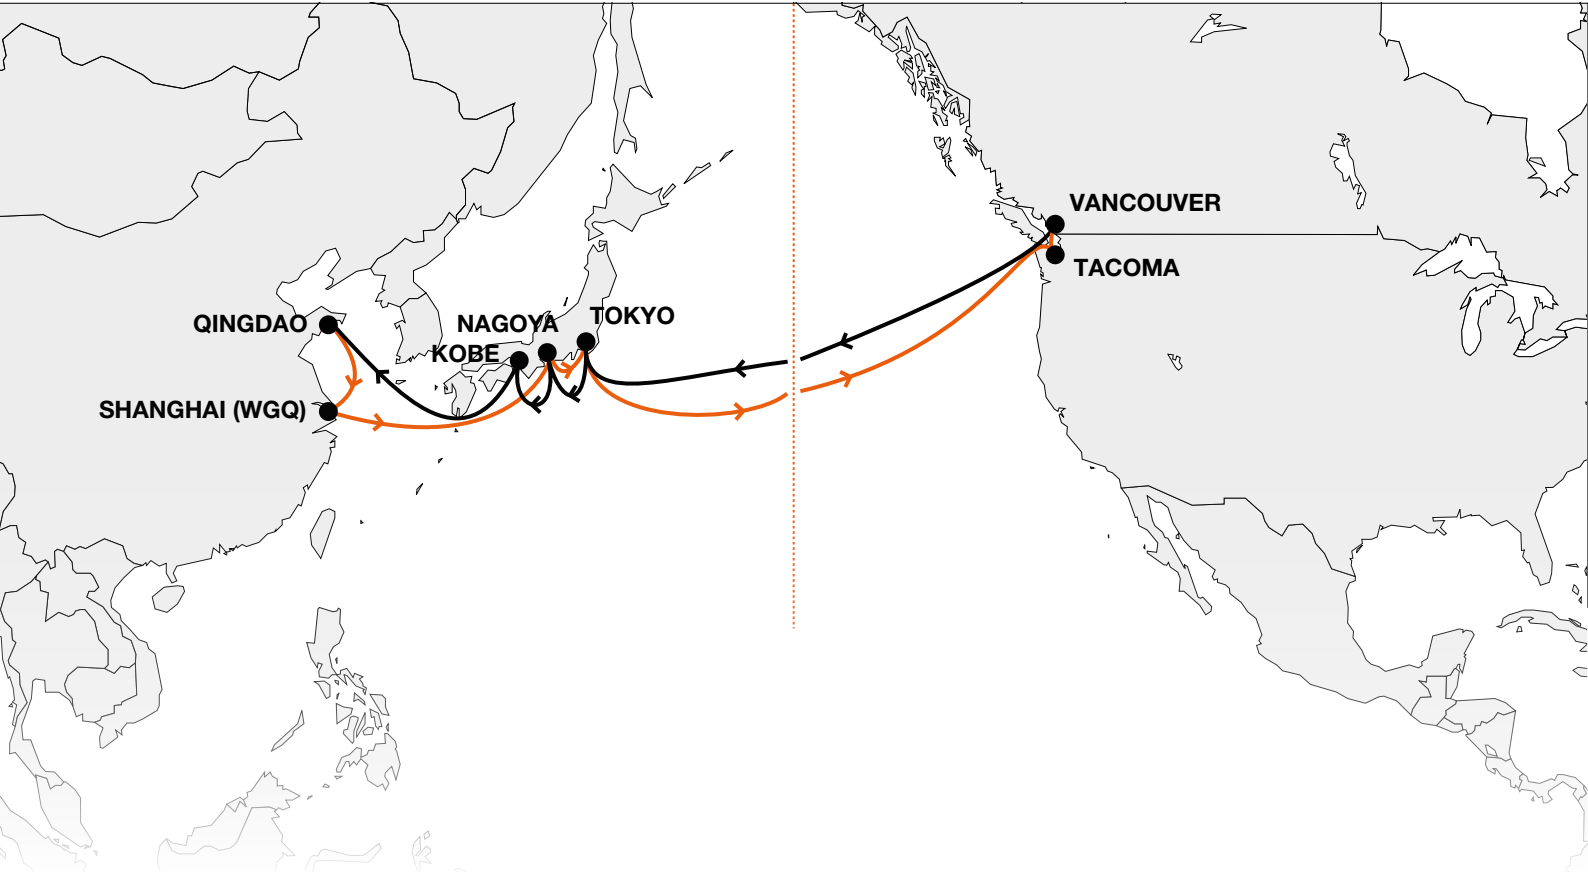 VANCOUVER
TACOMA
QINGDAO
NAGOYA
TOKYO
KOBE
SHANGHAI (WGQ)